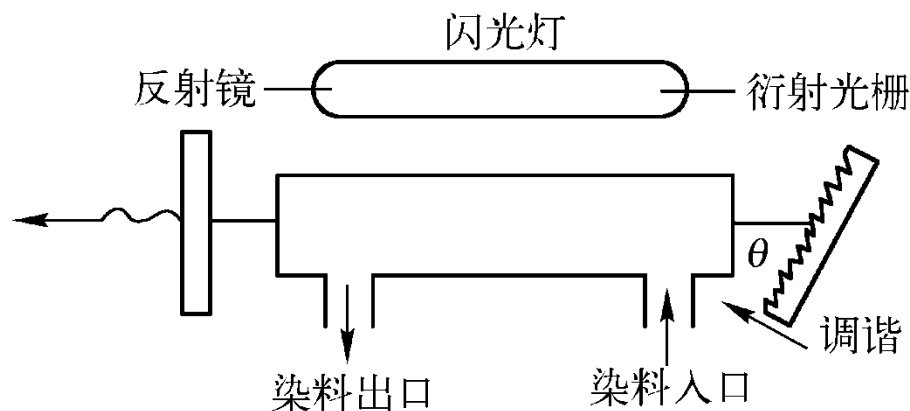 闪光灯
反射镜
衍射光栅
θ
调谐
染料出口
染料入口